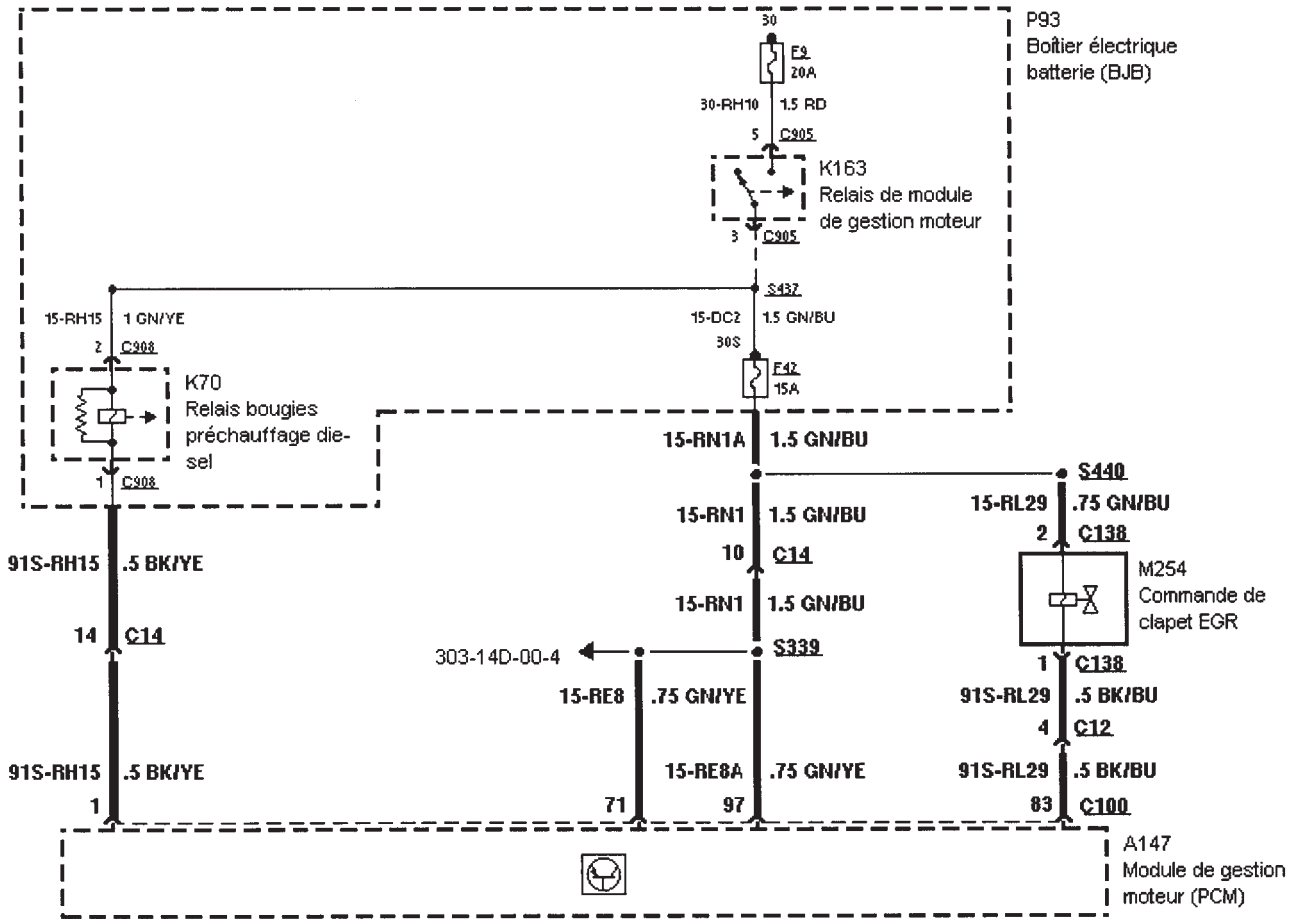 30
P93
Boîtier électrique
batterie (BJB)
F9
20A
30-RH10 1.5 RD
5 C905
K163
Relais de module
de gestion moteur
3 C905
S437
15-RH15 1 GN/YE
15-DC2 1.5 GN/BU
2 C908
30S
F42
15A
K70
Relais bougies
préchauffage die-
sel
1 C908
15-RN1A 1.5 GN/BU
S440
15-RL29 .75 GN/BU
15-RN1 1.5 GN/BU
2 C138
10 C14
91S-RH15 .5 BK/YE
M254
Commande de
clapet EGR
15-RN1 1.5 GN/BU
14 C14
303-14D-00-4
S339
1 C138
15-RE8 .75 GN/YE
91S-RL29 .5 BK/BU
4 C12
91S-RH15 .5 BK/YE
15-RE8A .75 GN/YE
91S-RL29 .5 BK/BU
1
71
97
83 C100
A147
Module de gestion
moteur (PCM)